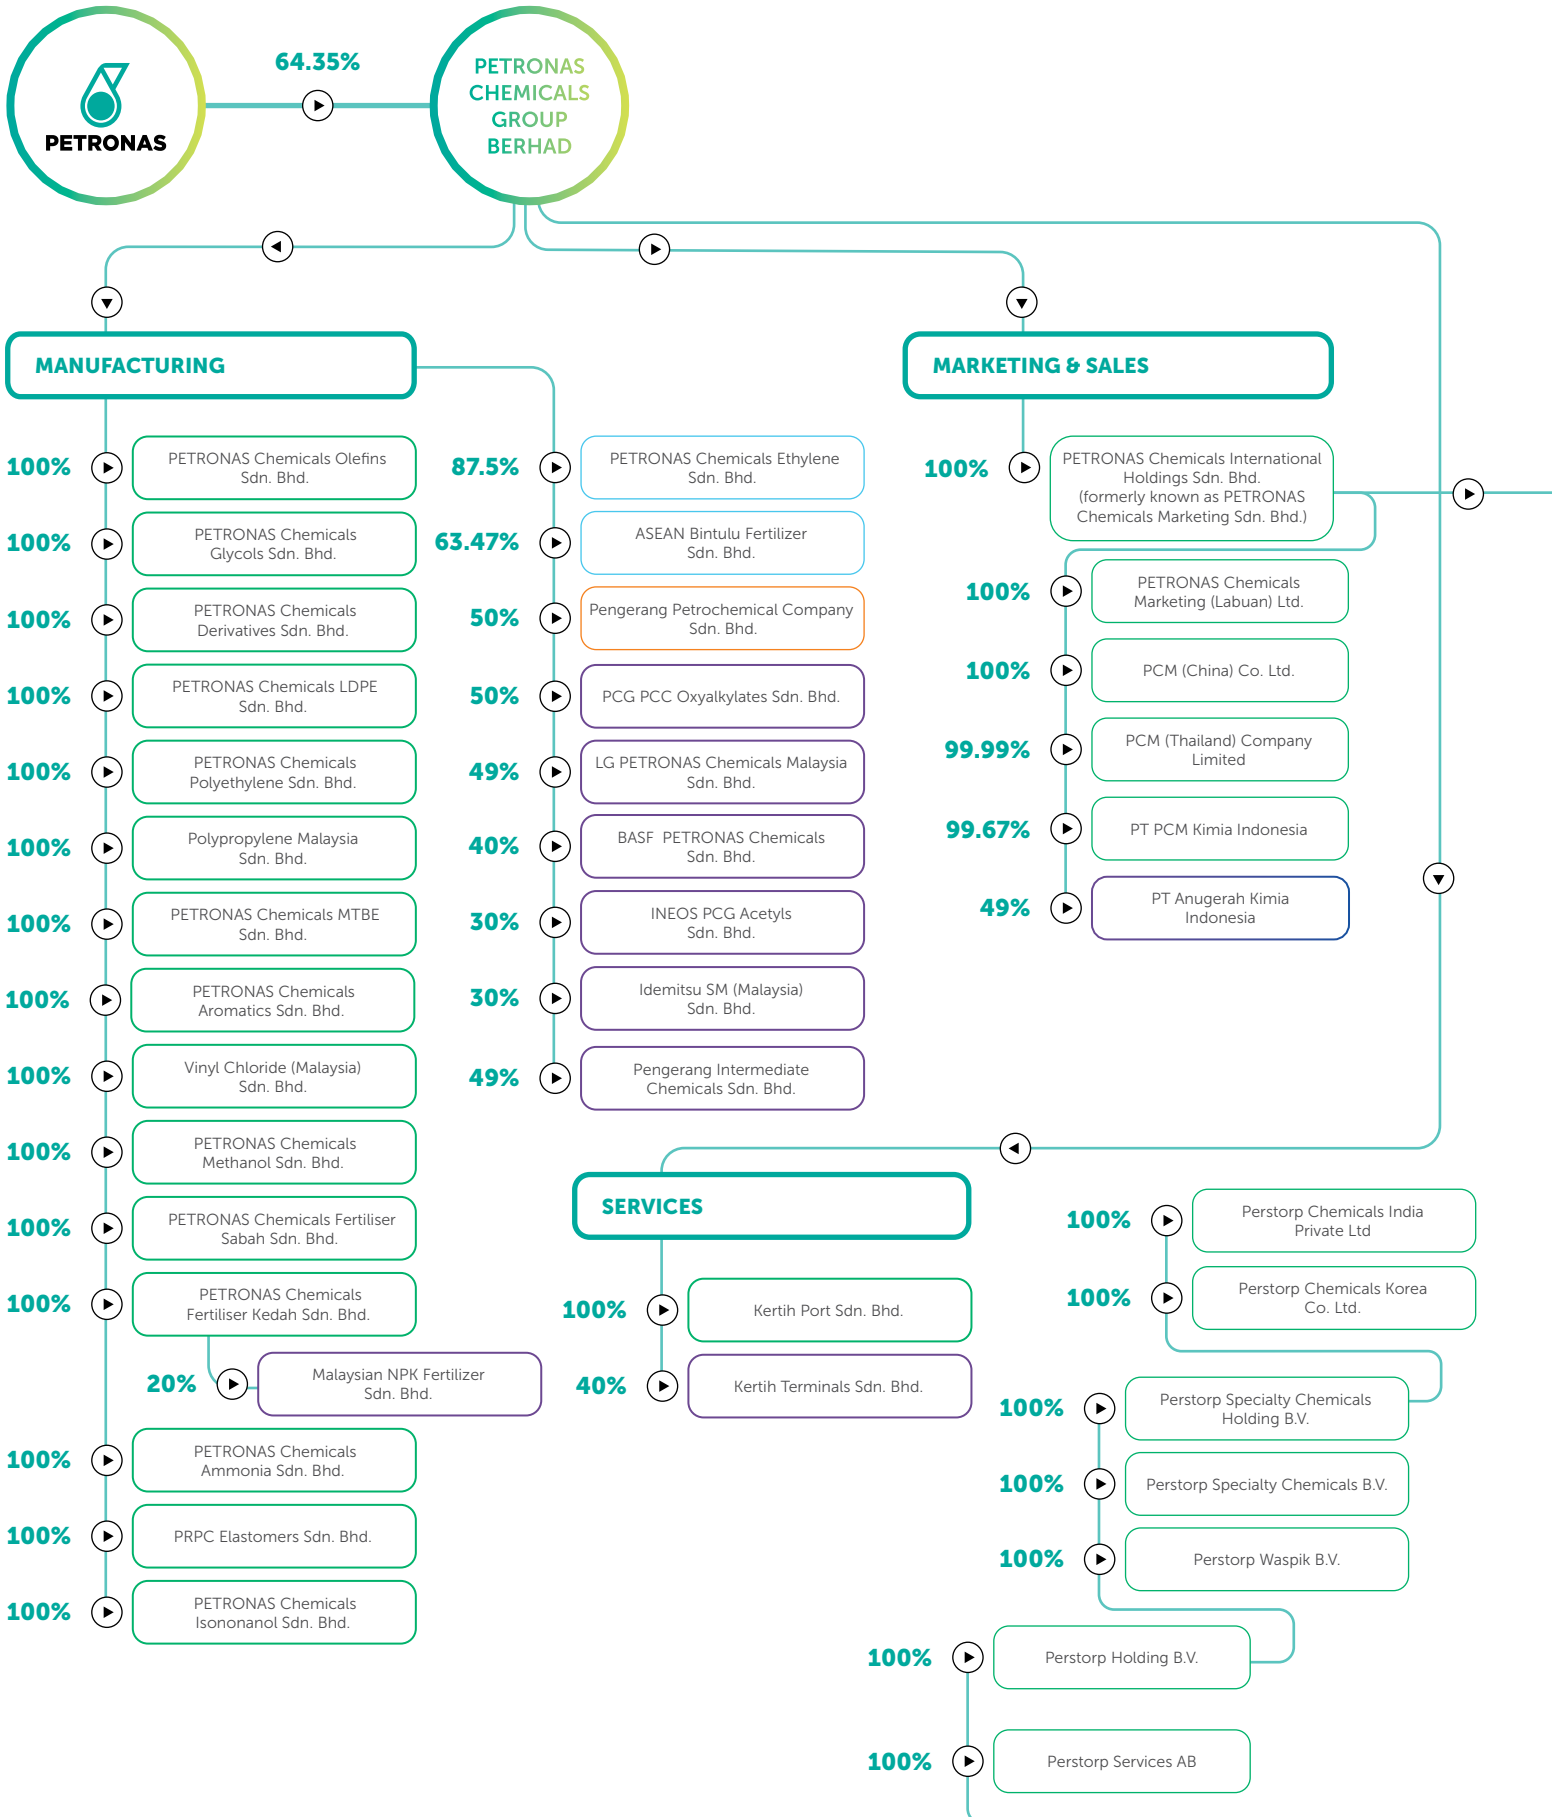 PETRONAS
64.35%
PETRONAS
CHEMICALS
GROUP
BERHAD
MANUFACTURING
100%
PETRONAS Chemicals Olefins
Sdn. Bhd.
100%
PETRONAS Chemicals
Glycols Sdn. Bhd.
100%
PETRONAS Chemicals
Derivatives Sdn. Bhd.
100%
PETRONAS Chemicals LDPE
Sdn. Bhd.
100%
PETRONAS Chemicals
Polyethylene Sdn. Bhd.
100%
Polypropylene Malaysia
Sdn. Bhd.
100%
PETRONAS Chemicals MTBE
Sdn. Bhd.
100%
PETRONAS Chemicals
Aromatics Sdn. Bhd.
100%
Vinyl Chloride (Malaysia)
Sdn. Bhd.
100%
PETRONAS Chemicals
Methanol Sdn. Bhd.
100%
PETRONAS Chemicals Fertiliser
Sabah Sdn. Bhd.
100%
PETRONAS Chemicals
Fertiliser Kedah Sdn. Bhd.
20%
Malaysian NPK Fertilizer
Sdn. Bhd.
100%
PETRONAS Chemicals
Ammonia Sdn. Bhd.
100%
PRPC Elastomers Sdn. Bhd.
100%
PETRONAS Chemicals
Isononanol Sdn. Bhd.
87.5%
PETRONAS Chemicals Ethylene
Sdn. Bhd.
63.47%
ASEAN Bintulu Fertilizer
Sdn. Bhd.
50%
Pengerang Petrochemical Company
Sdn. Bhd.
50%
PCG PCC Oxyalkylates Sdn. Bhd.
49%
LG PETRONAS Chemicals Malaysia
Sdn. Bhd.
40%
BASF PETRONAS Chemicals
Sdn. Bhd.
30%
INEOS PCG Acetyls
Sdn. Bhd.
30%
Idemitsu SM (Malaysia)
Sdn. Bhd.
49%
Pengerang Intermediate
Chemicals Sdn. Bhd.
MARKETING & SALES
100%
PETRONAS Chemicals International
Holdings Sdn. Bhd.
(formerly known as PETRONAS
Chemicals Marketing Sdn. Bhd.)
100%
PETRONAS Chemicals
Marketing (Labuan) Ltd.
100%
PCM (China) Co. Ltd.
99.99%
PCM (Thailand) Company
Limited
99.67%
PT PCM Kimia Indonesia
49%
PT Anugerah Kimia
Indonesia
SERVICES
100%
Kertih Port Sdn. Bhd.
40%
Kertih Terminals Sdn. Bhd.
100%
Perstorp Chemicals India
Private Ltd
100%
Perstorp Chemicals Korea
Co. Ltd.
100%
Perstorp Specialty Chemicals
Holding B.V.
100%
Perstorp Specialty Chemicals B.V.
100%
Perstorp Waspik B.V.
100%
Perstorp Holding B.V.
100%
Perstorp Services AB